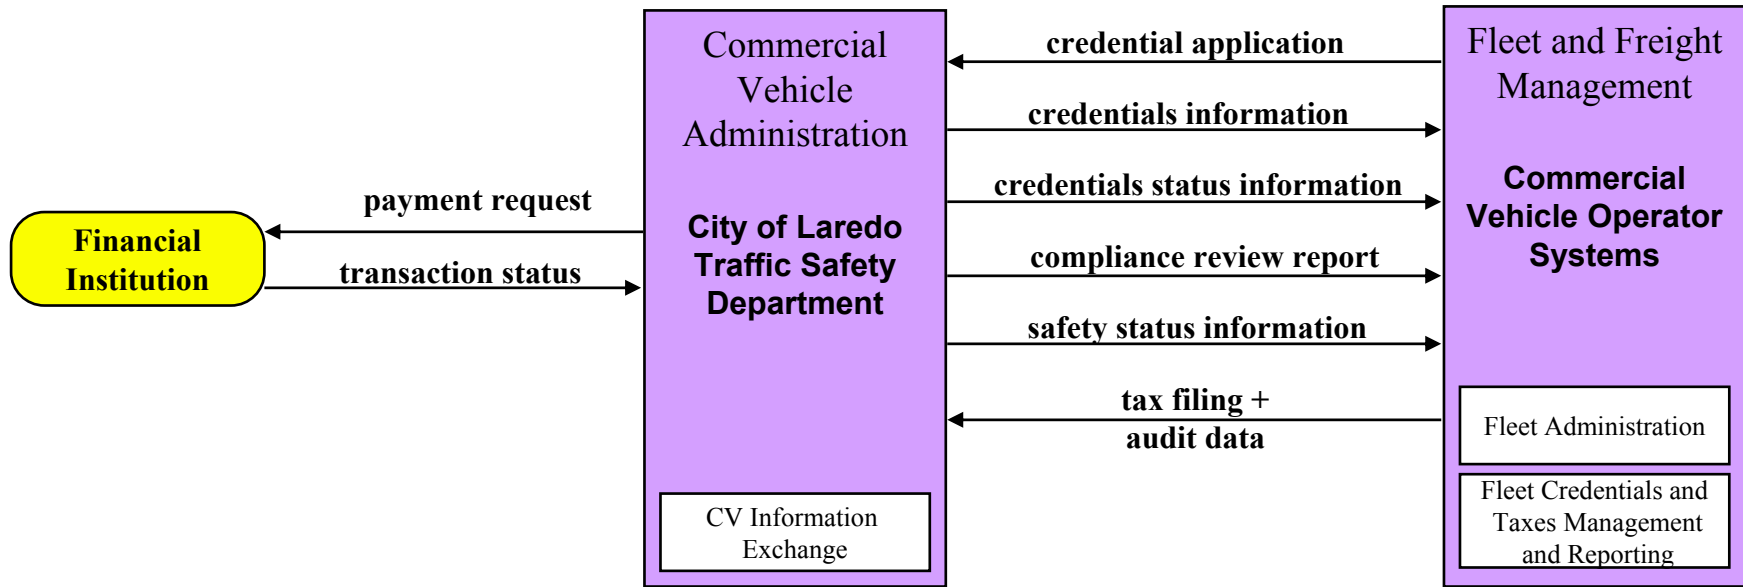 Financial
Institution
payment request
transaction status
Commercial
Vehicle
Administration
City of Laredo
Traffic Safety
Department
CV Information
Exchange
credential application
credentials information
credentials status information
compliance review report
safety status information
tax filing +
audit data
Fleet and Freight
Management
Commercial
Vehicle Operator
Systems
Fleet Administration
Fleet Credentials and
Taxes Management
and Reporting